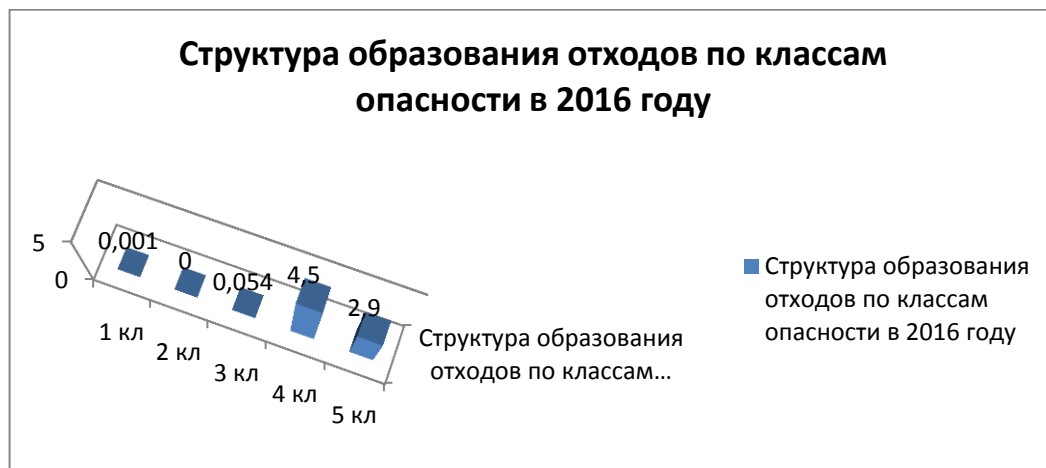 Структура образования отходов по классам
опасности в 2016 году
5
0
0,001
0
0,054
4,5
2,9
1 кл
2 кл
3 кл
4 кл
5 кл
Структура образования
отходов по классам…
Структура образования
отходов по классам
опасности в 2016 году